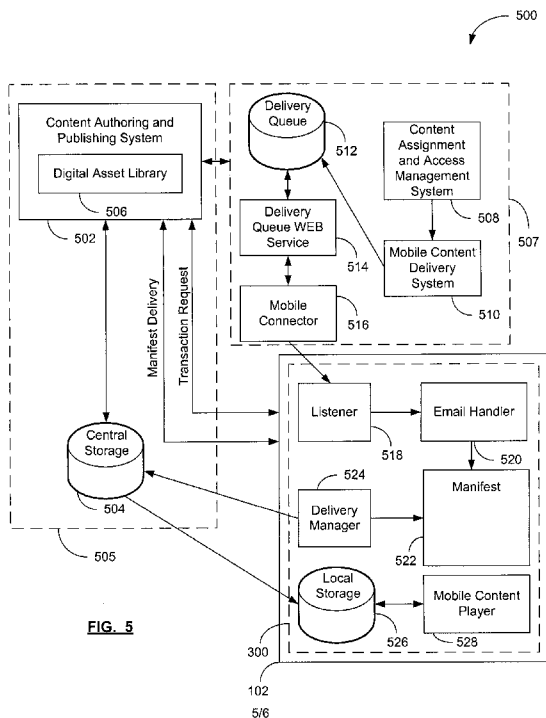 500
Content Authoring and
Publishing System
Digital Asset Library
506
502
Delivery
Queue
512
Content
Assignment
and Access
Management
System
508
507
Delivery
Queue WEB
Service
514
Mobile Content
Delivery
System
510
Mobile
Connector
516
Manifest Delivery
Transaction Request
Listener
518
Email Handler
520
Central
Storage
504
505
524
Delivery
Manager
Manifest
522
Local
Storage
526
Mobile Content
Player
528
FIG. 5
300
102
5/6